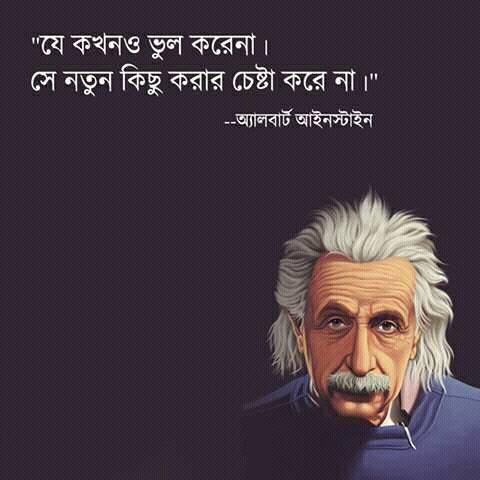 "যে কখনও ভুল করেনা।
সে নতুন কিছু করার চেষ্টা করে না।"
--অ্যালবার্ট আইনস্টাইন